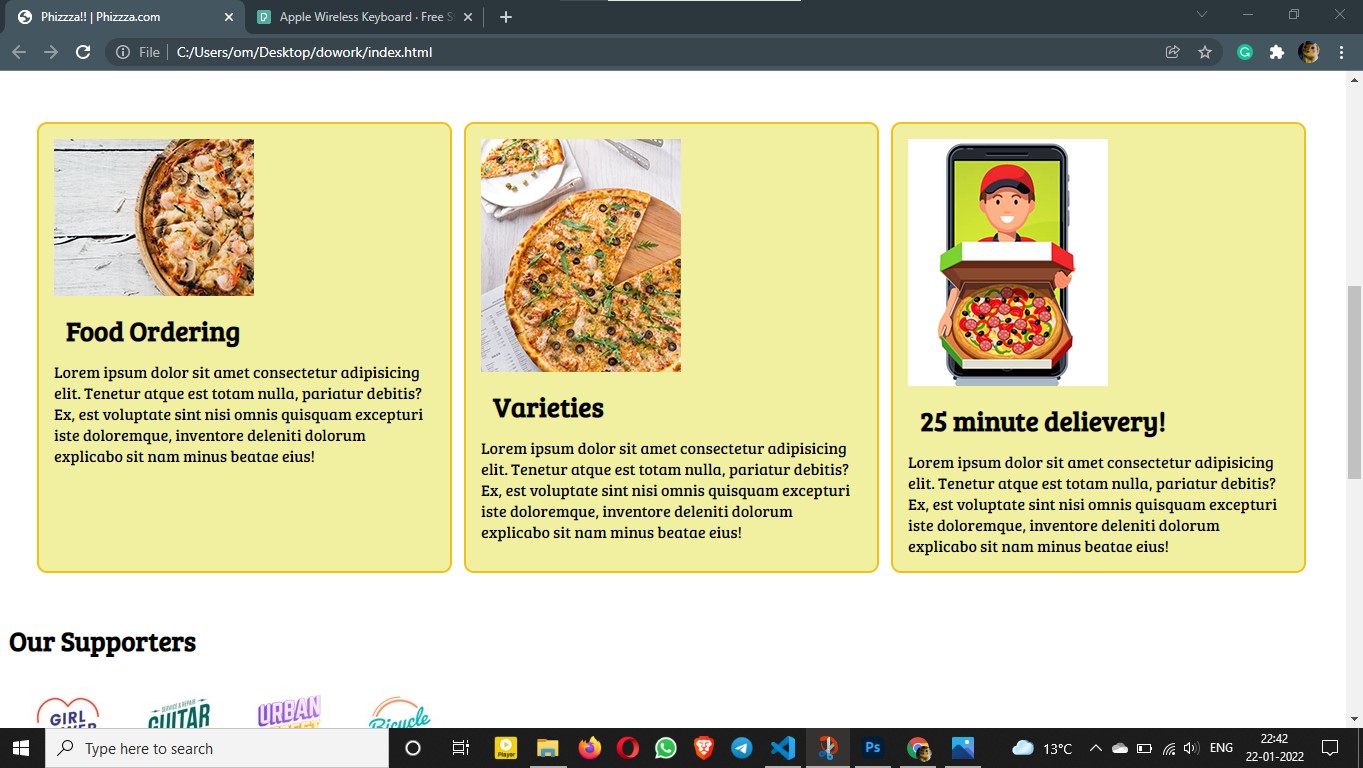 Phizzza!! | Phizzza.com
Apple Wireless Keyboard · Free S
File
C:/Users/om/Desktop/dowork/index.html
Food Ordering
Lorem ipsum dolor sit amet consectetur adipisicing
elit. Tenetur atque est totam nulla, pariatur debitis?
Ex, est voluptate sint nisi omnis quisquam excepturi
iste doloremque, inventore deleniti dolorum
explicabo sit nam minus beatae eius!
Varieties
Lorem ipsum dolor sit amet consectetur adipisicing
elit. Tenetur atque est totam nulla, pariatur debitis?
Ex, est voluptate sint nisi omnis quisquam excepturi
iste doloremque, inventore deleniti dolorum
explicabo sit nam minus beatae eius!
25 minute delievery!
Lorem ipsum dolor sit amet consectetur adipisicing
elit. Tenetur atque est totam nulla, pariatur debitis?
Ex, est voluptate sint nisi omnis quisquam excepturi
iste doloremque, inventore deleniti dolorum
explicabo sit nam minus beatae eius!
Our Supporters
GIRL
SERVICE & REPAIR
GUITAR
URBAN
Bicycle
Type here to search
Player
Ps
13°C
ENG
22:42
22-01-2022